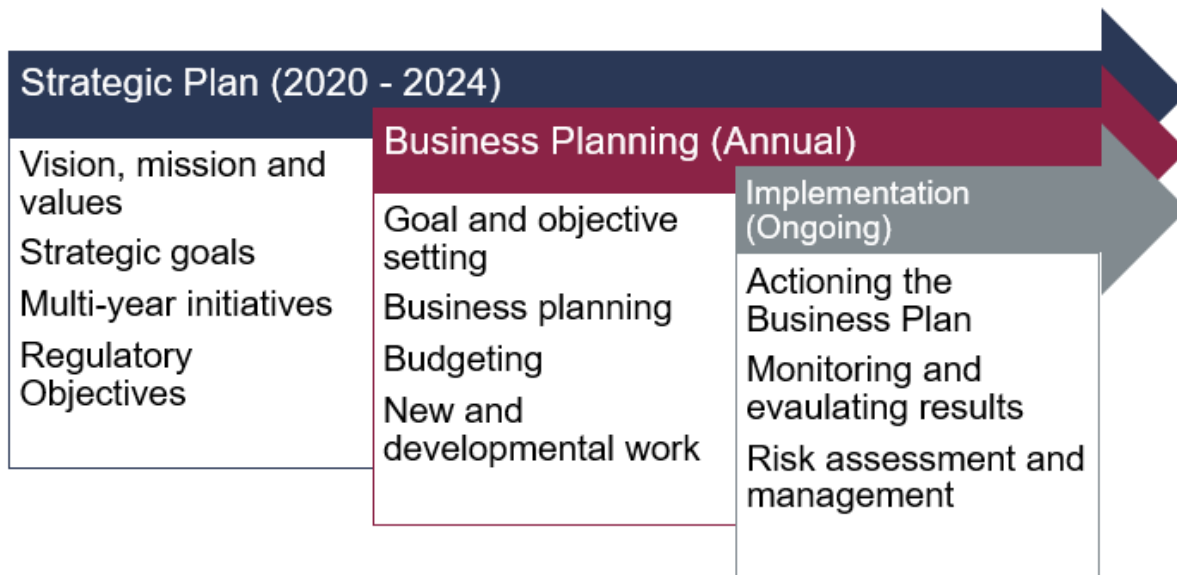 Strategic Plan (2020 - 2024)
Vision, mission and
values
Strategic goals
Multi-year initiatives
Regulatory
Objectives
Business Planning (Annual)
Goal and objective
setting
Business planning
Budgeting
New and
developmental work
Implementation
(Ongoing)
Actioning the
Business Plan
Monitoring and
evaulating results
Risk assessment and
management